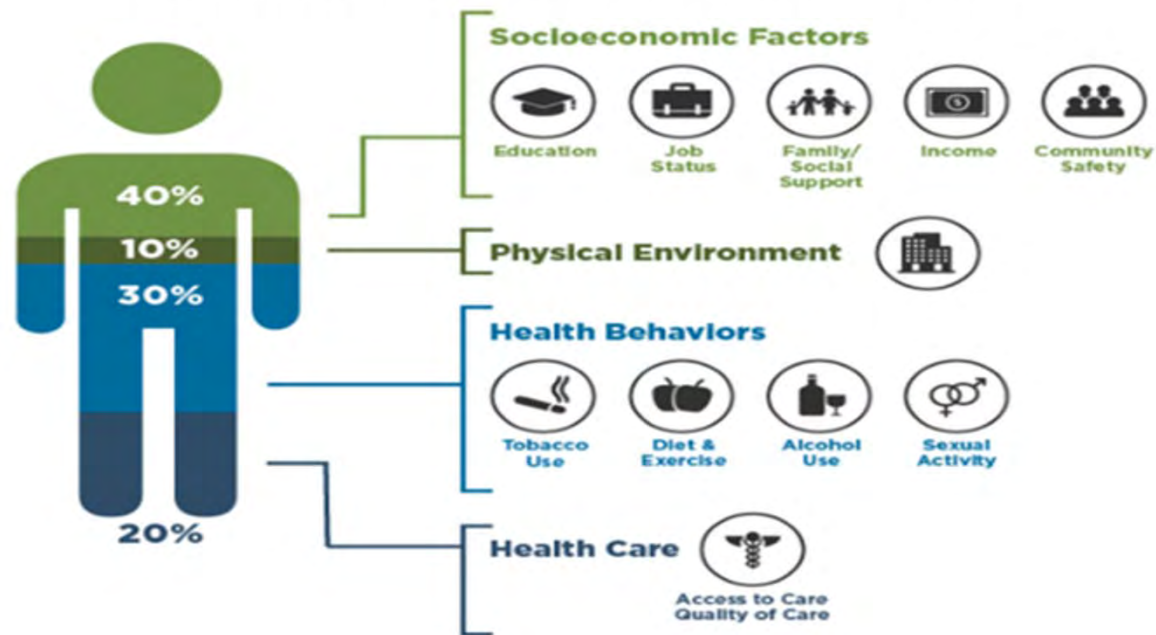 Socioeconomic Factors
Education
Job
Status
Family/
Social
Support
Income
Community
Safety
40%
10%
30%
20%
Physical Environment
Health Behaviors
Tobacco
Use
Diet &
Exercise
Alcohol
Use
Sexual
Activity
Health Care
Access to Care
Quality of Care